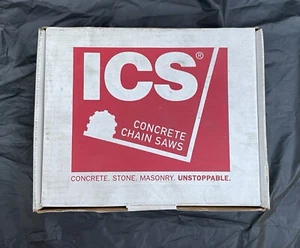 ICS®
CONCRETE
CHAIN SAWS
CONCRETE. STONE. MASONRY. UNSTOPPABLE.